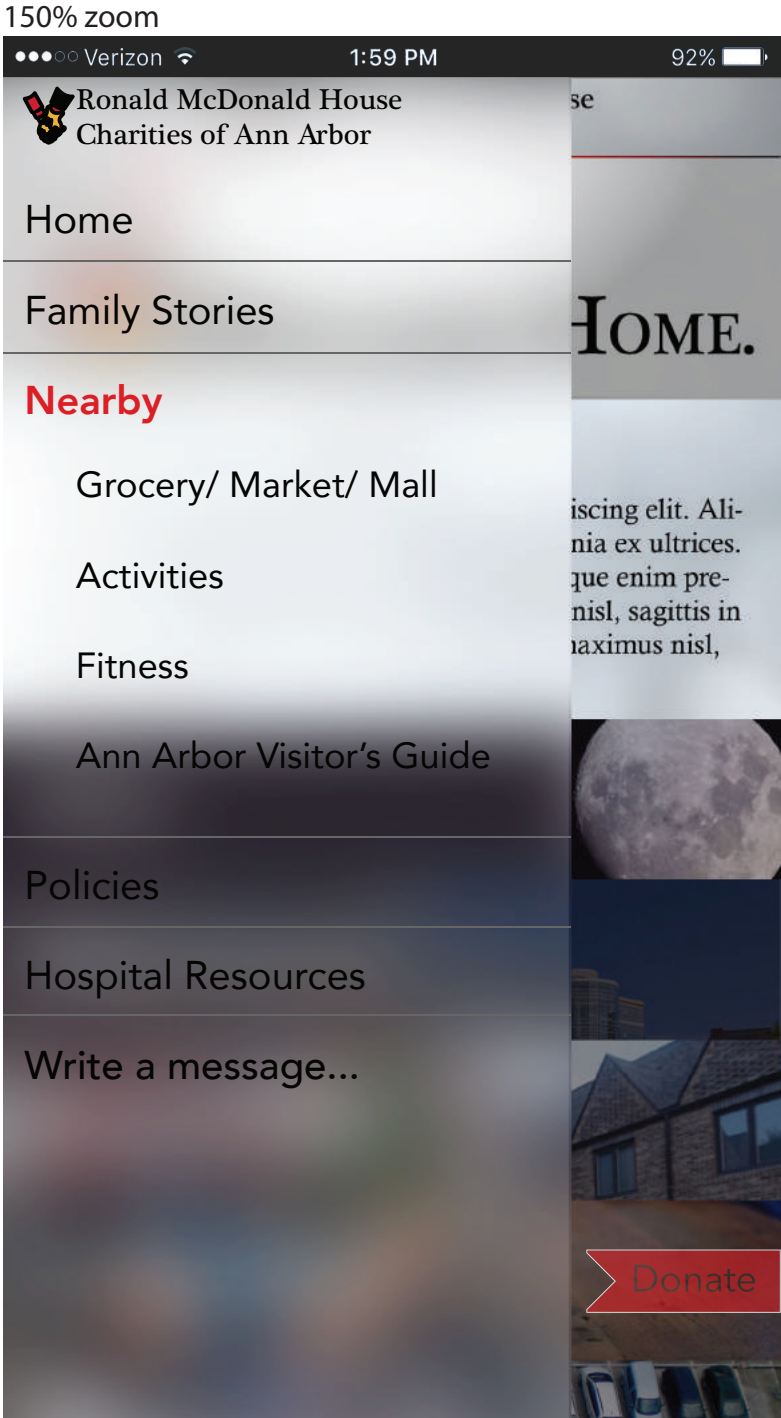 150% zoom
Verizon 1:59 PM 92%
Ronald McDonald House
Charities of Ann Arbor
Home
Family Stories
Nearby
Grocery/ Market/ Mall
Activities
Fitness
Ann Arbor Visitor's Guide
Policies
Hospital Resources
Write a message...
se
HOME.
iscing elit. Ali-
nia ex ultrices.
que enim pre-
nisl, sagittis in
naximus nisl,
Donate